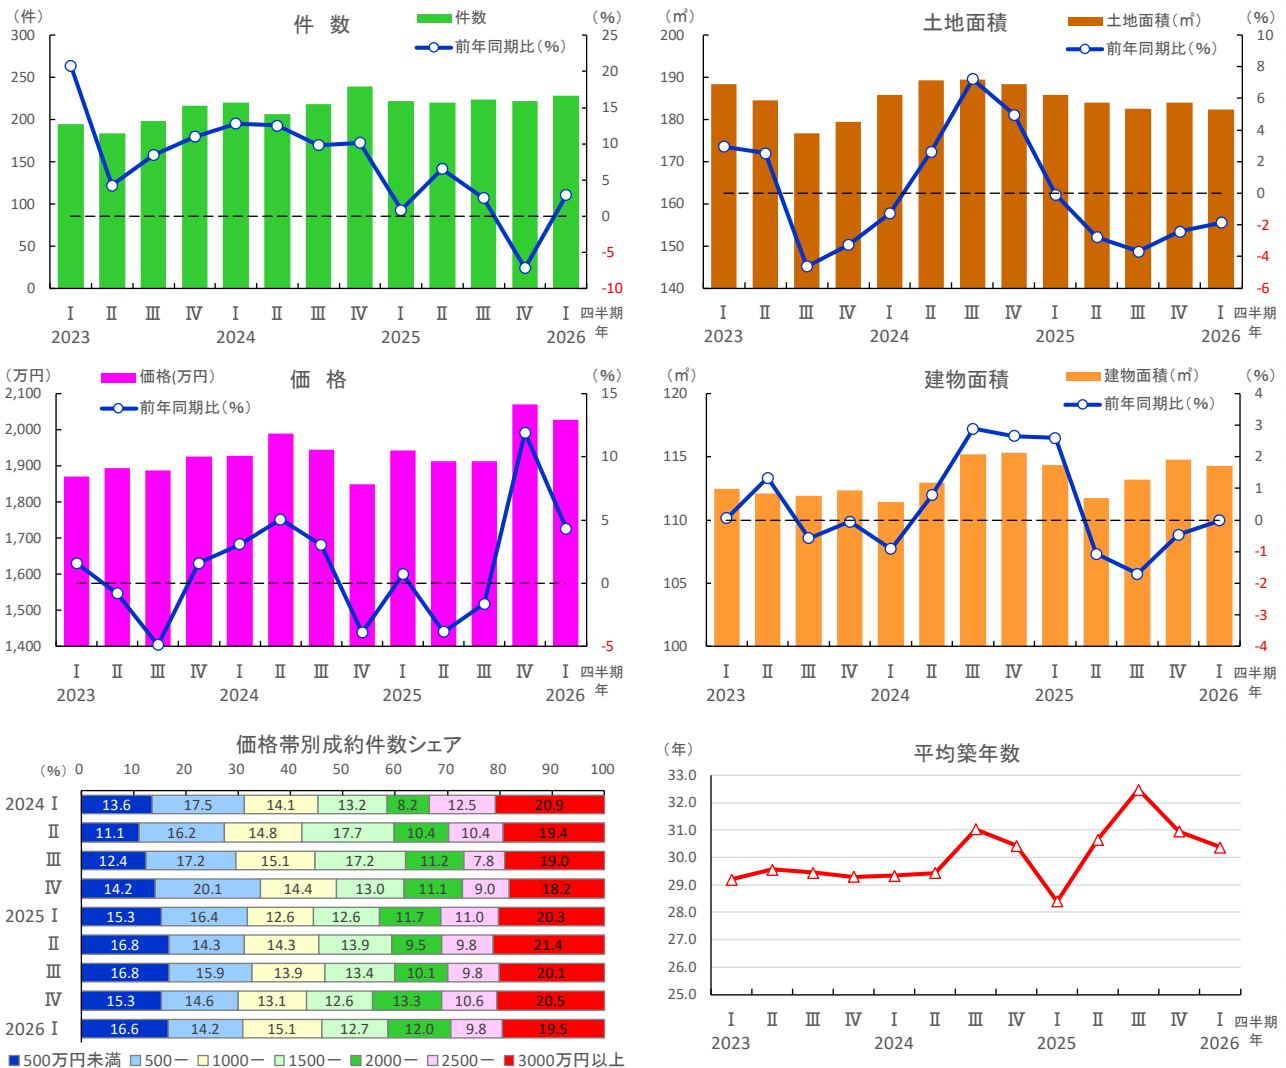 (件)
件 数
件数
前年同期比(%)
(%)
300
250
200
150
100
50
0
25
20
15
10
5
0
-5
-10
Ⅰ Ⅱ Ⅲ Ⅳ Ⅰ Ⅱ Ⅲ Ⅳ Ⅰ Ⅱ Ⅲ Ⅳ Ⅰ 四半期
2023 2024 2025 2026 年
(㎡)
土地面積
土地面積(㎡)
前年同期比(%)
(%)
200
190
180
170
160
150
140
10
8
6
4
2
0
-2
-4
-6
Ⅰ Ⅱ Ⅲ Ⅳ Ⅰ Ⅱ Ⅲ Ⅳ Ⅰ Ⅱ Ⅲ Ⅳ Ⅰ 四半期
2023 2024 2025 2026 年
(万円)
価格(万円)
前年同期比(%)
価 格
(%)
2,100
2,000
1,900
1,800
1,700
1,600
1,500
1,400
15
10
5
0
-5
Ⅰ Ⅱ Ⅲ Ⅳ Ⅰ Ⅱ Ⅲ Ⅳ Ⅰ Ⅱ Ⅲ Ⅳ Ⅰ 四半期
2023 2024 2025 2026 年
(㎡)
建物面積
建物面積(㎡)
前年同期比(%)
(%)
120
115
110
105
100
4
3
2
1
0
-1
-2
-3
-4
Ⅰ Ⅱ Ⅲ Ⅳ Ⅰ Ⅱ Ⅲ Ⅳ Ⅰ Ⅱ Ⅲ Ⅳ Ⅰ 四半期
2023 2024 2025 2026 年
価格帯別成約件数シェア
(%) 0 10 20 30 40 50 60 70 80 90 100
2024 Ⅰ 13.6 17.5 14.1 13.2 8.2 12.5 20.9
Ⅱ 11.1 16.2 14.8 17.7 10.4 10.4 19.4
Ⅲ 12.4 17.2 15.1 17.2 11.2 7.8 19.0
Ⅳ 14.2 20.1 14.4 13.0 11.1 9.0 18.2
2025 Ⅰ 15.3 16.4 12.6 12.6 11.7 11.0 20.3
Ⅱ 16.8 14.3 14.3 13.9 9.5 9.8 21.4
Ⅲ 16.8 15.9 13.9 13.4 10.1 9.8 20.1
Ⅳ 15.3 14.6 13.1 12.6 13.3 10.6 20.5
2026 Ⅰ 16.6 14.2 15.1 12.7 12.0 9.8 19.5
500万円未満 500ー 1000ー 1500ー 2000ー 2500ー 3000万円以上
(年)
平均築年数
33.0
32.0
31.0
30.0
29.0
28.0
27.0
26.0
25.0
Ⅰ Ⅱ Ⅲ Ⅳ Ⅰ Ⅱ Ⅲ Ⅳ Ⅰ Ⅱ Ⅲ Ⅳ Ⅰ 四半期
2023 2024 2025 2026 年